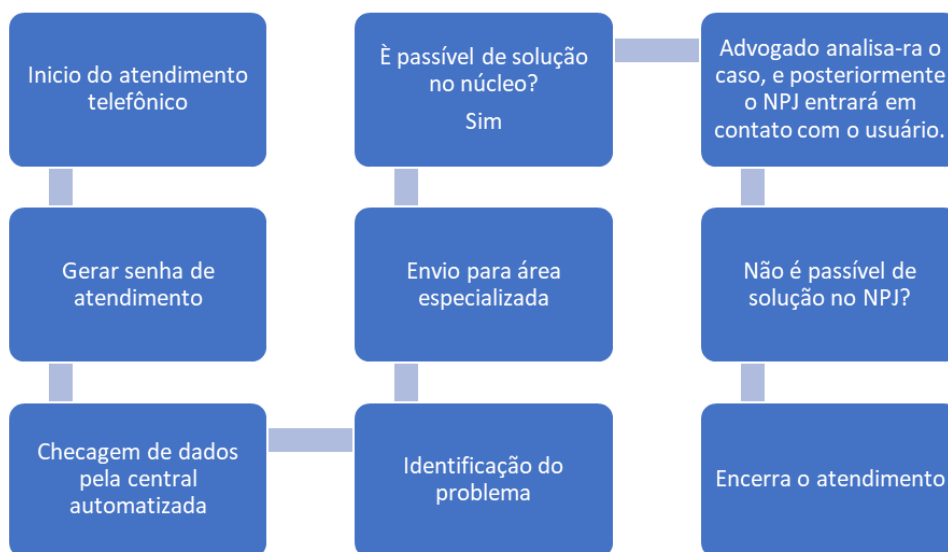 Inicio do atendimento
telefônico
Gerar senha de
atendimento
Checagem de dados
pela central
automatizada
Identificação do
problema
Envio para área
especializada
È passível de solução
no núcleo?
Sim
Advogado analisa-ra o
caso, e posteriormente
o NPJ entrará em
contato com o usuário.
Não é passível de
solução no NPJ?
Encerra o atendimento